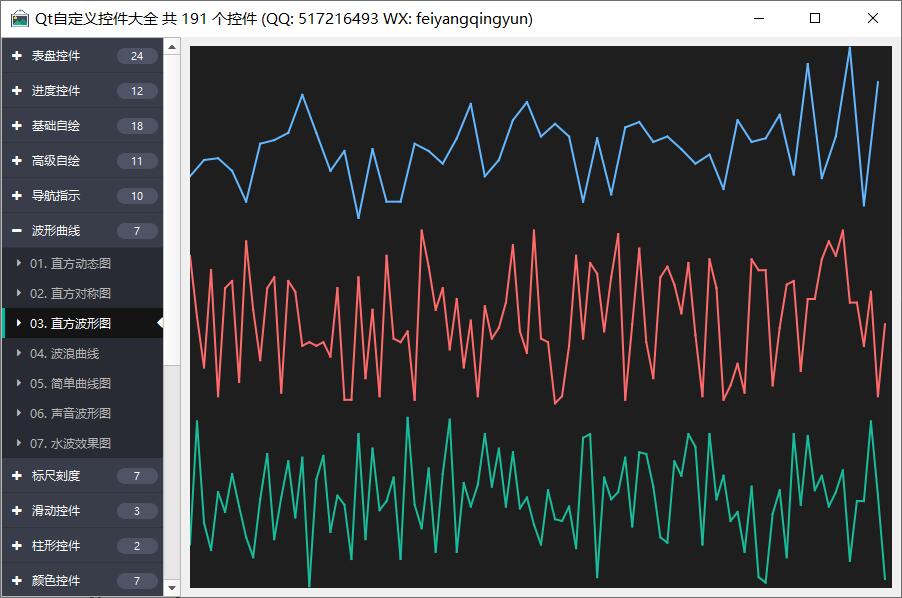 Qt自定义控件大全 共 191 个控件 (QQ: 517216493 WX: feiyangqingyun)
表盘控件 24
进度控件 12
基础自绘 18
高级自绘 11
导航指示 10
波形曲线 7
01. 直方动态图
02. 直方对称图
03. 直方波形图
04. 波浪曲线
05. 简单曲线图
06. 声音波形图
07. 水波效果图
标尺刻度 7
滑动控件 3
柱形控件 2
颜色控件 7